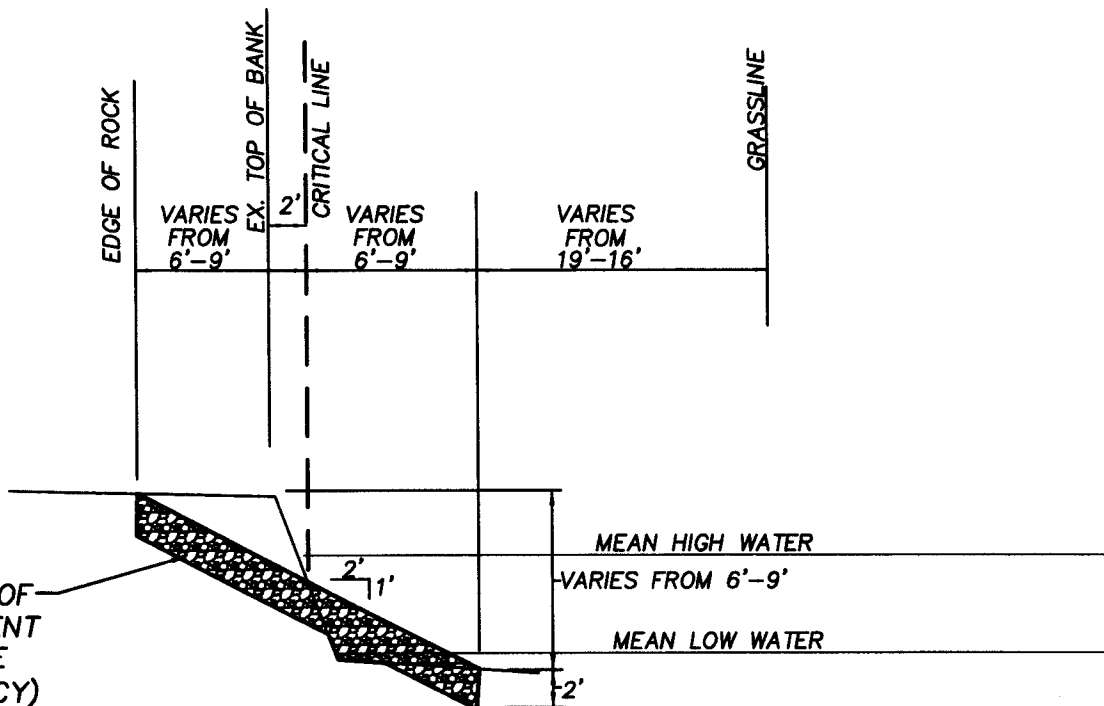 EDGE OF ROCK
EX. TOP OF BANK
CRITICAL LINE
GRASSLINE
2'
VARIES
FROM
6'-9'
VARIES
FROM
6'-9'
VARIES
FROM
19'-16'
MEAN HIGH WATER
2'
1'
VARIES FROM 6'-9'
MEAN LOW WATER
2'
OF
ENT
E
CY)